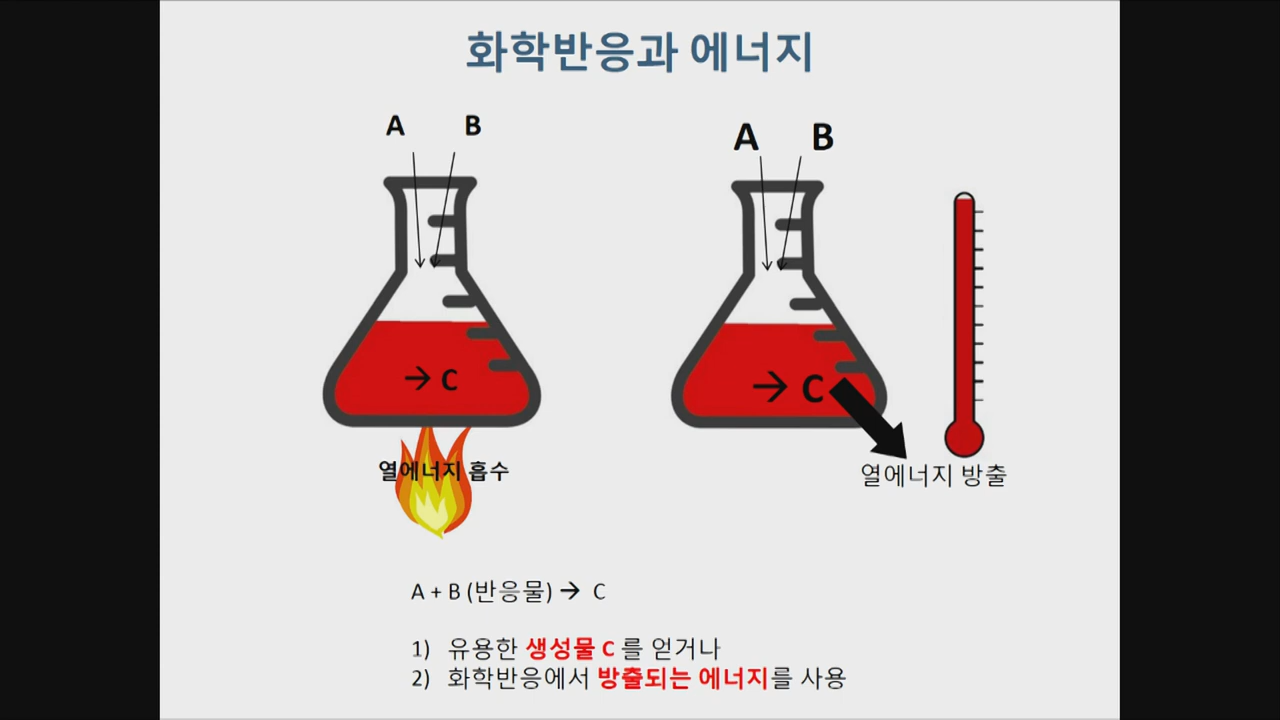 화학반응과 에너지
A B
A B
→ C
→ C
열에너지 흡수
열에너지 방출
A + B (반응물) → C
1) 유용한 생성물 C 를 얻거나
2) 화학반응에서 방출되는 에너지를 사용